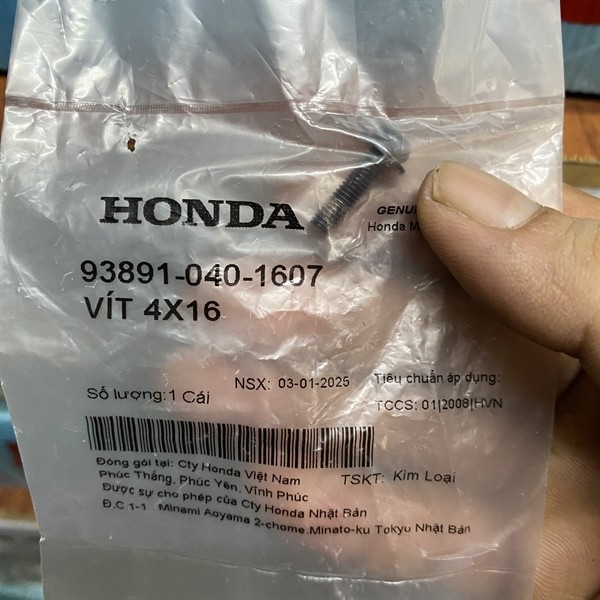 HONDA
GENU
Honda M
93891-040-1607
VÍT 4X16
Số lượng:1 Cái
NSX: 03-01-2025
Tiêu chuẩn áp dụng:
TCCS: 01|2008|HVN
Đóng gói tại: Cty Honda Việt Nam
Phúc Thắng, Phúc Yên, Vĩnh Phúc
TSKT: Kim Loại
Được sự cho phép của Cty Honda Nhật Bản
Đ.C 1-1 . Minami Aoyama 2-chome.Minato-ku Tokyo Nhật Bản